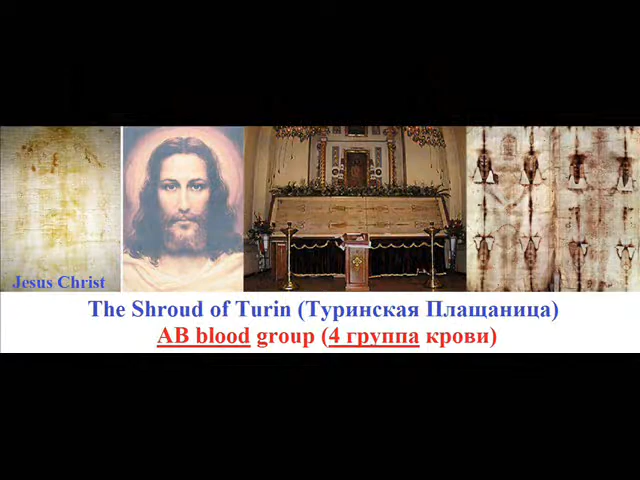 Jesus Christ
The Shroud of Turin (Туринская Плащаница)
AB blood group (4 группа крови)